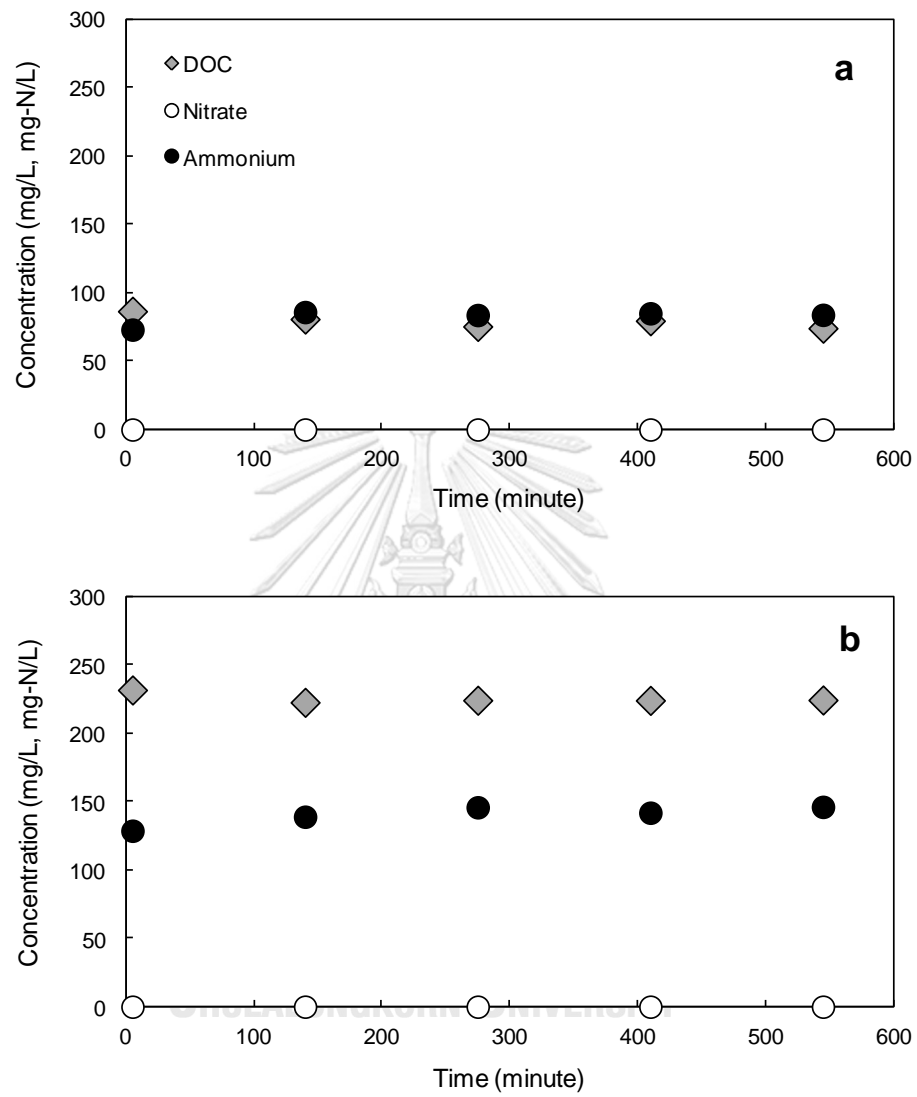 300
250
200
150
100
50
0
Concentration (mg/L, mg-N/L)
DOC
Nitrate
Ammonium
a
0 100 200 300 400 500 600
Time (minute)
300
250
200
150
100
50
0
Concentration (mg/L, mg-N/L)
b
CHULALONGKORN UNIVERSITY
0 100 200 300 400 500 600
Time (minute)